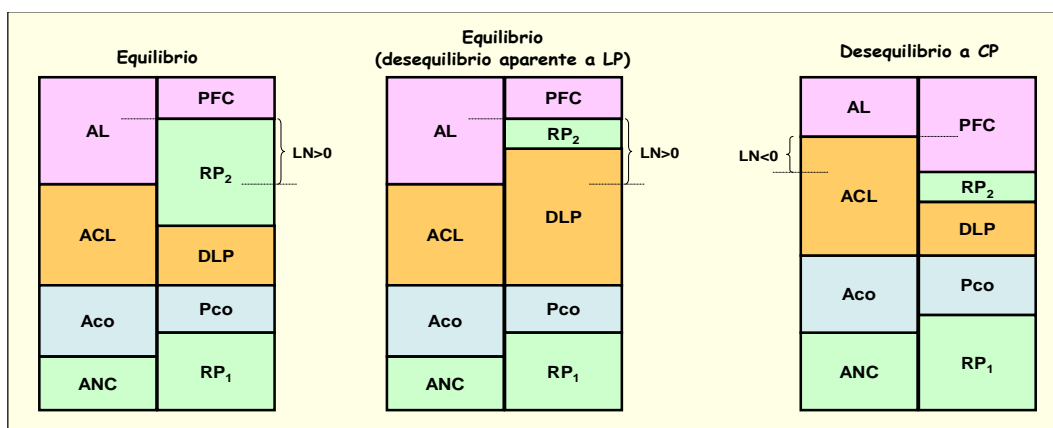 Equilibrio
AL
PFC
RP₂
LN>0
ACL
DLP
Aco
Pco
ANC
RP₁
Equilibrio
(desequilibrio aparente a LP)
AL
PFC
RP₂
LN>0
DLP
ACL
Aco
Pco
ANC
RP₁
Desequilibrio a CP
AL
PFC
LN<0
ACL
RP₂
DLP
Aco
Pco
ANC
RP₁